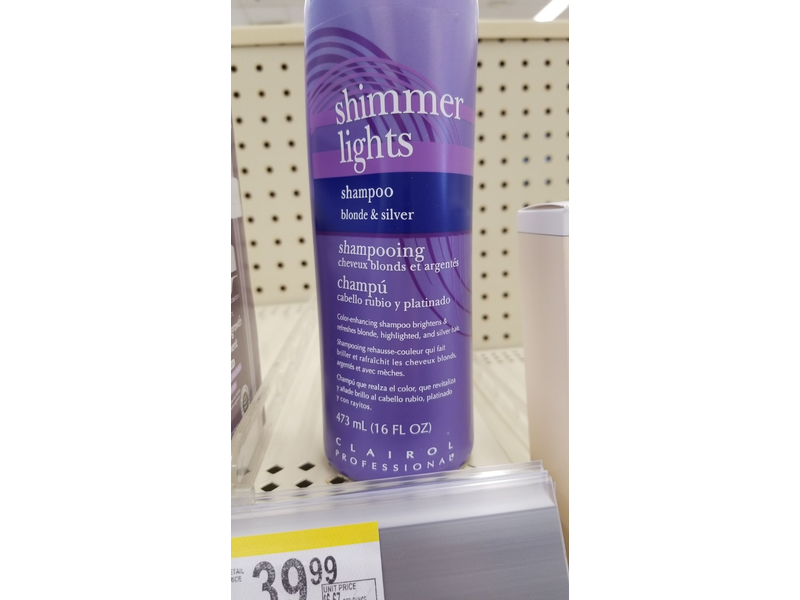 shimmer
lights
shampoo
blonde & silver
shampooing
cheveux blonds et argentés
champú
cabello rubio y platinado
Color-enhancing shampoo brightens &
refreshes blonde, highlighted, and silver hair.
Shampooing rehausse-couleur qui fait
briller et rafraîchit les cheveux blonds,
argentés et avec mèches.
Champú que realza el color, que revitaliza
y añade brillo al cabello rubio, platinado
y con rayitos.
473 mL (16 FL OZ)
CLAIROL
PROFESSIONAL
39.99
UNIT PRICE